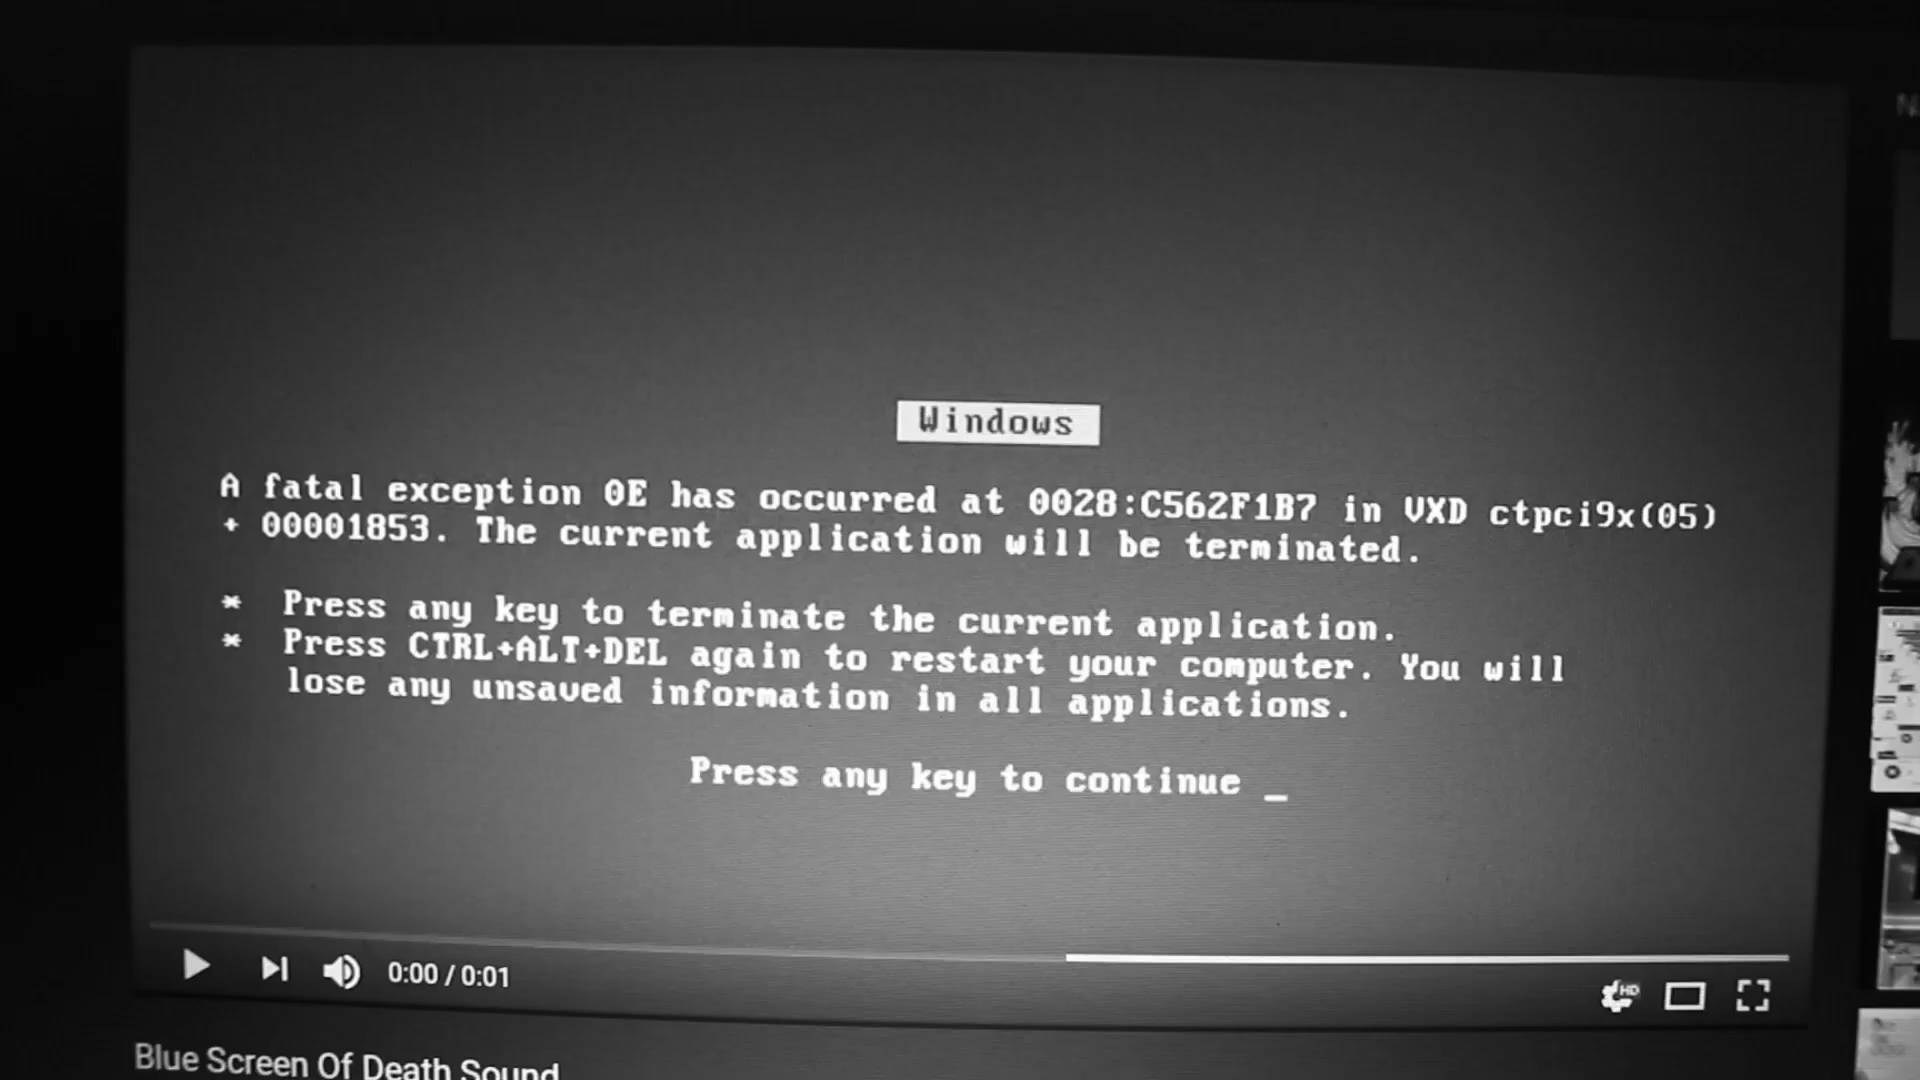 Windows
A fatal exception 0E has occurred at 0028:C562F1B7 in VXD ctpci9x(05)
+ 00001853. The current application will be terminated.
* Press any key to terminate the current application.
* Press CTRL+ALT+DEL again to restart your computer. You will
lose any unsaved information in all applications.
Press any key to continue _
0:00 / 0:01
HD
Blue Screen Of Death Sound